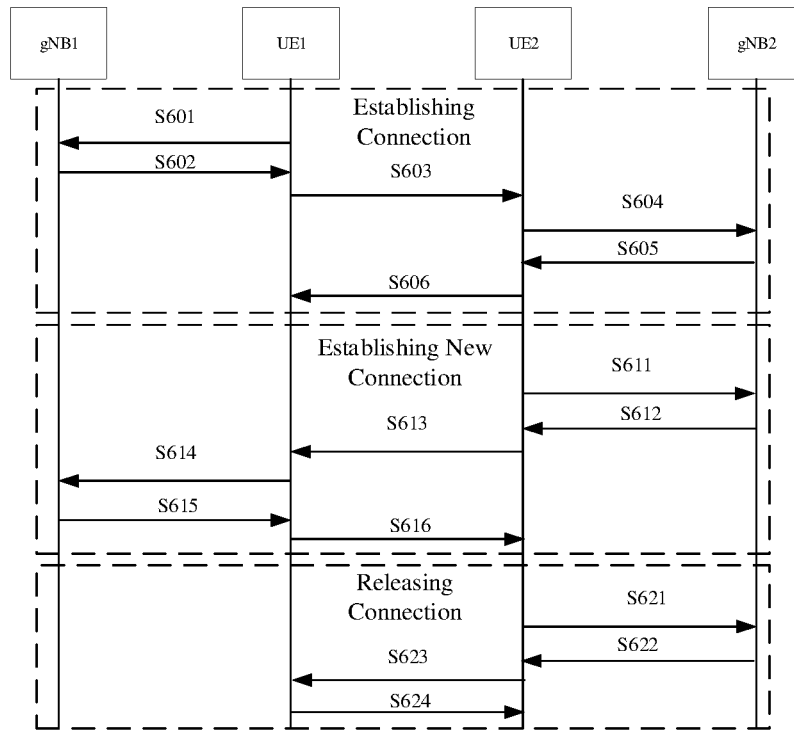 gNB1
UE1
UE2
gNB2
Establishing
Connection
S601
S602
S603
S604
S605
S606
Establishing New
Connection
S611
S612
S613
S614
S615
S616
Releasing
Connection
S621
S622
S623
S624